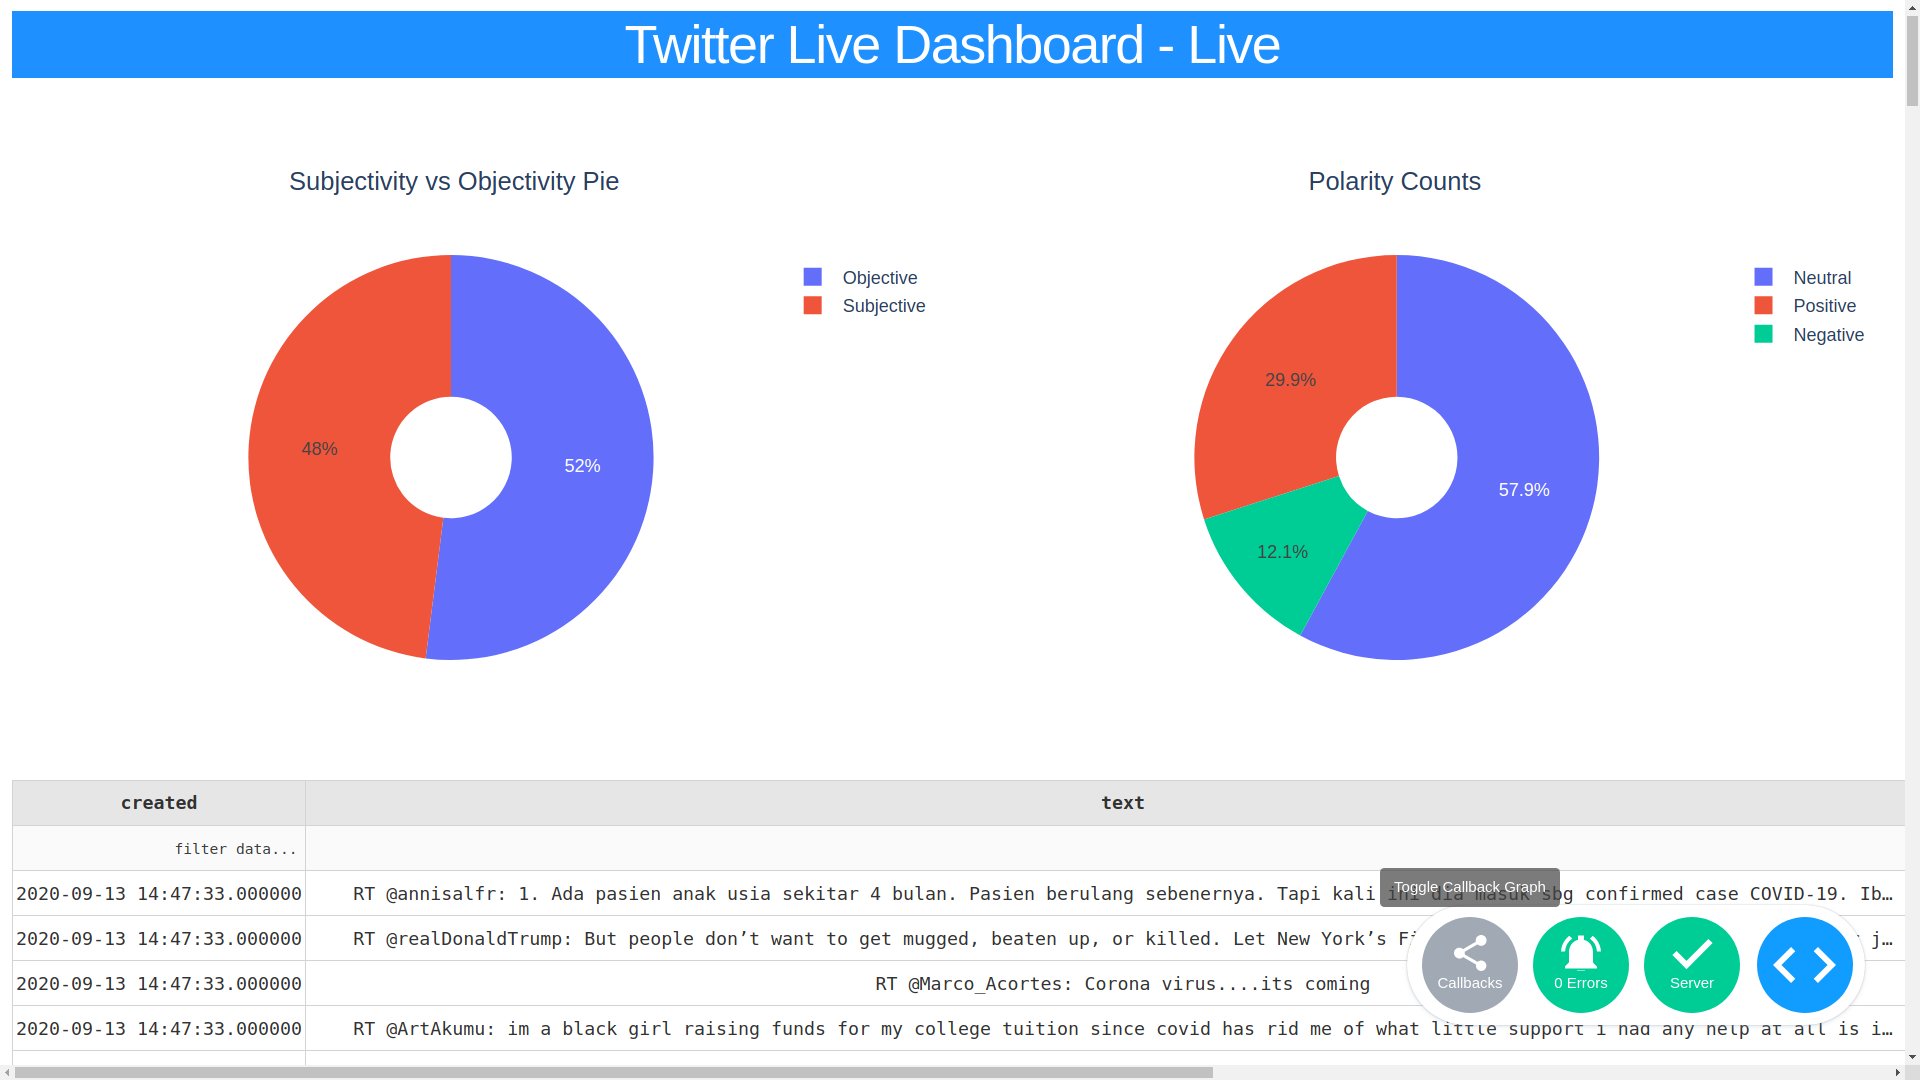 Twitter Live Dashboard - Live
Subjectivity vs Objectivity Pie
Objective
Subjective
48%
52%
Polarity Counts
Neutral
Positive
Negative
29.9%
57.9%
12.1%
created text
filter data...
2020-09-13 14:47:33.000000 RT @annisalfr: 1. Ada pasien anak usia sekitar 4 bulan. Pasien berulang sebenernya. Tapi kali ini dia masuk sbg confirmed case COVID-19. Ib…
Toggle Callback Graph
2020-09-13 14:47:33.000000 RT @realDonaldTrump: But people don’t want to get mugged, beaten up, or killed. Let New York’s j…
2020-09-13 14:47:33.000000 RT @Marco_Acortes: Corona virus....its coming
Callbacks
0 Errors
Server
2020-09-13 14:47:33.000000 RT @ArtAkumu: im a black girl raising funds for my college tuition since covid has rid me of what little support i had any help at all is i…